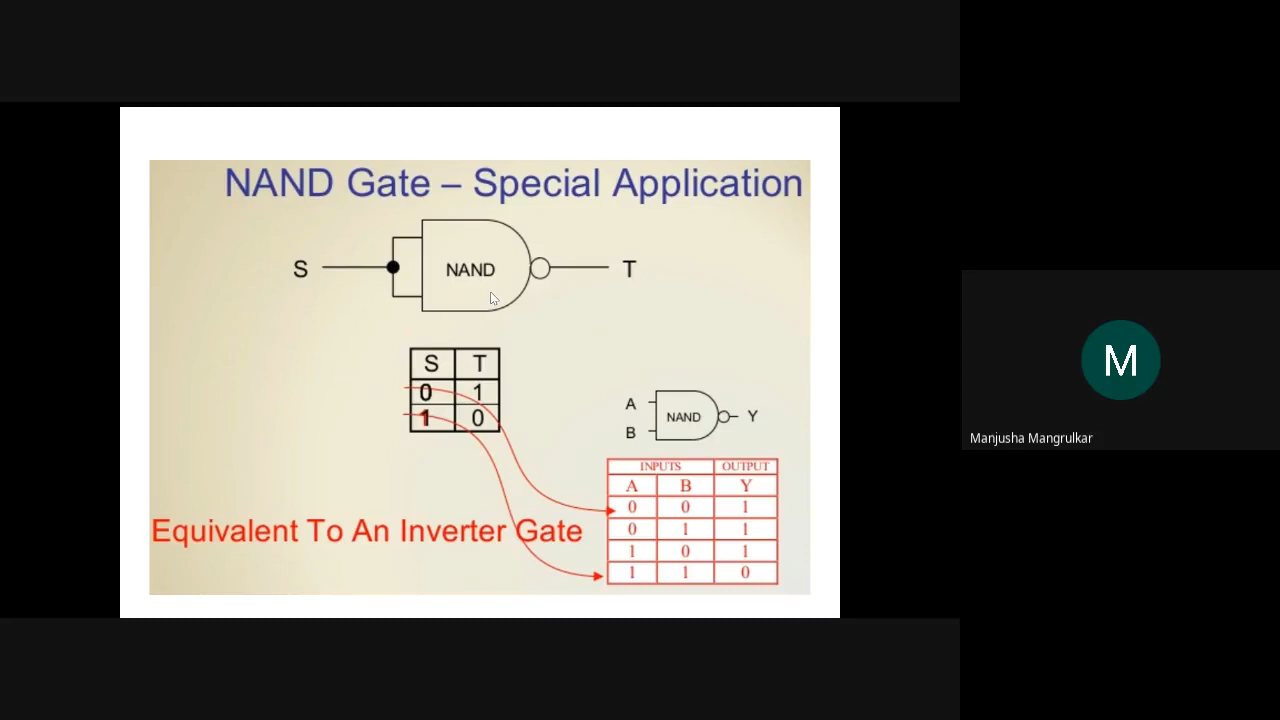 NAND Gate – Special Application
S NAND T
S T
0 1
1 0
A
B
NAND Y
INPUTS OUTPUT
A B Y
0 0 1
0 1 1
1 0 1
1 1 0
Equivalent To An Inverter Gate
M
Manjusha Mangrulkar